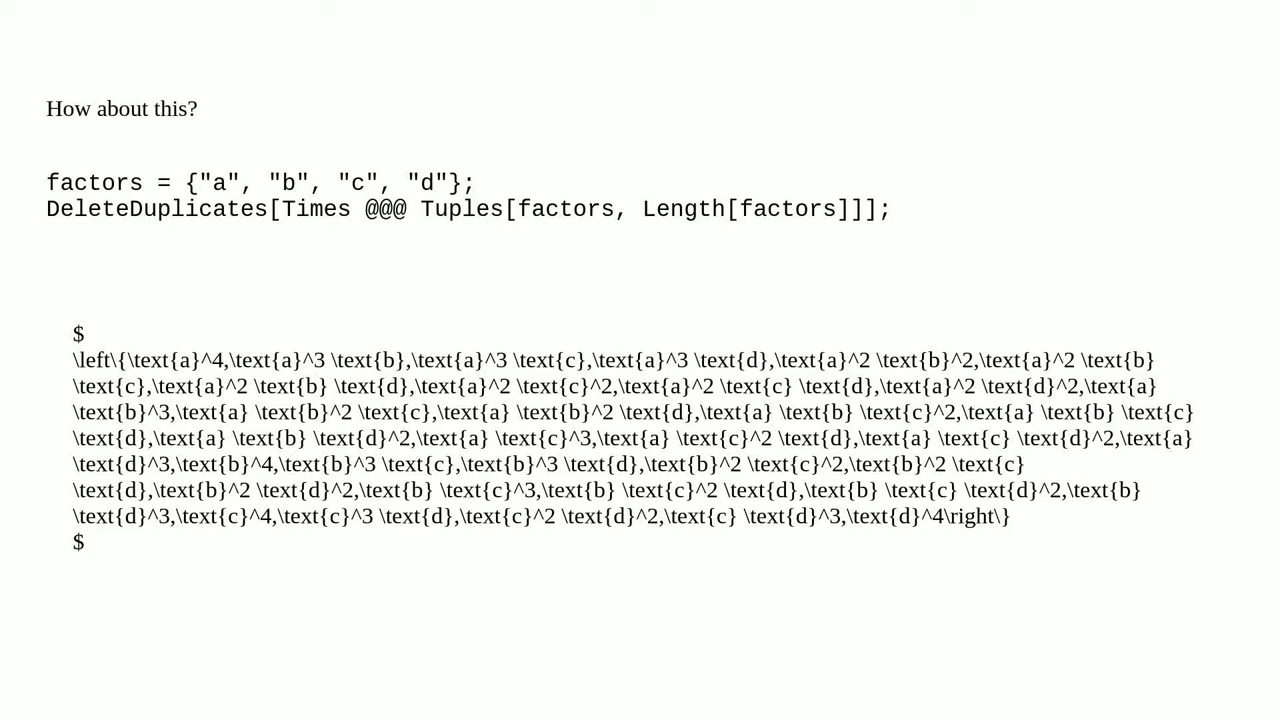 How about this?
factors = {"a", "b", "c", "d"};
DeleteDuplicates[Times @@@ Tuples[factors, Length[factors]]];
$
\left\{\text{a}^4,\text{a}^3 \text{b},\text{a}^3 \text{c},\text{a}^3 \text{d},\text{a}^2 \text{b}^2,\text{a}^2 \text{b}
\text{c},\text{a}^2 \text{b} \text{d},\text{a}^2 \text{c}^2,\text{a}^2 \text{c} \text{d},\text{a}^2 \text{d}^2,\text{a}
\text{b}^3,\text{a} \text{b}^2 \text{c},\text{a} \text{b}^2 \text{d},\text{a} \text{b} \text{c}^2,\text{a} \text{b} \text{c}
\text{d},\text{a} \text{b} \text{d}^2,\text{a} \text{c}^3,\text{a} \text{c}^2 \text{d},\text{a} \text{c} \text{d}^2,\text{a}
\text{d}^3,\text{b}^4,\text{b}^3 \text{c},\text{b}^3 \text{d},\text{b}^2 \text{c}^2,\text{b}^2 \text{c}
\text{d},\text{b}^2 \text{d}^2,\text{b} \text{c}^3,\text{b} \text{c}^2 \text{d},\text{b} \text{c} \text{d}^2,\text{b}
\text{d}^3,\text{c}^4,\text{c}^3 \text{d},\text{c}^2 \text{d}^2,\text{c} \text{d}^3,\text{d}^4\right\}
$